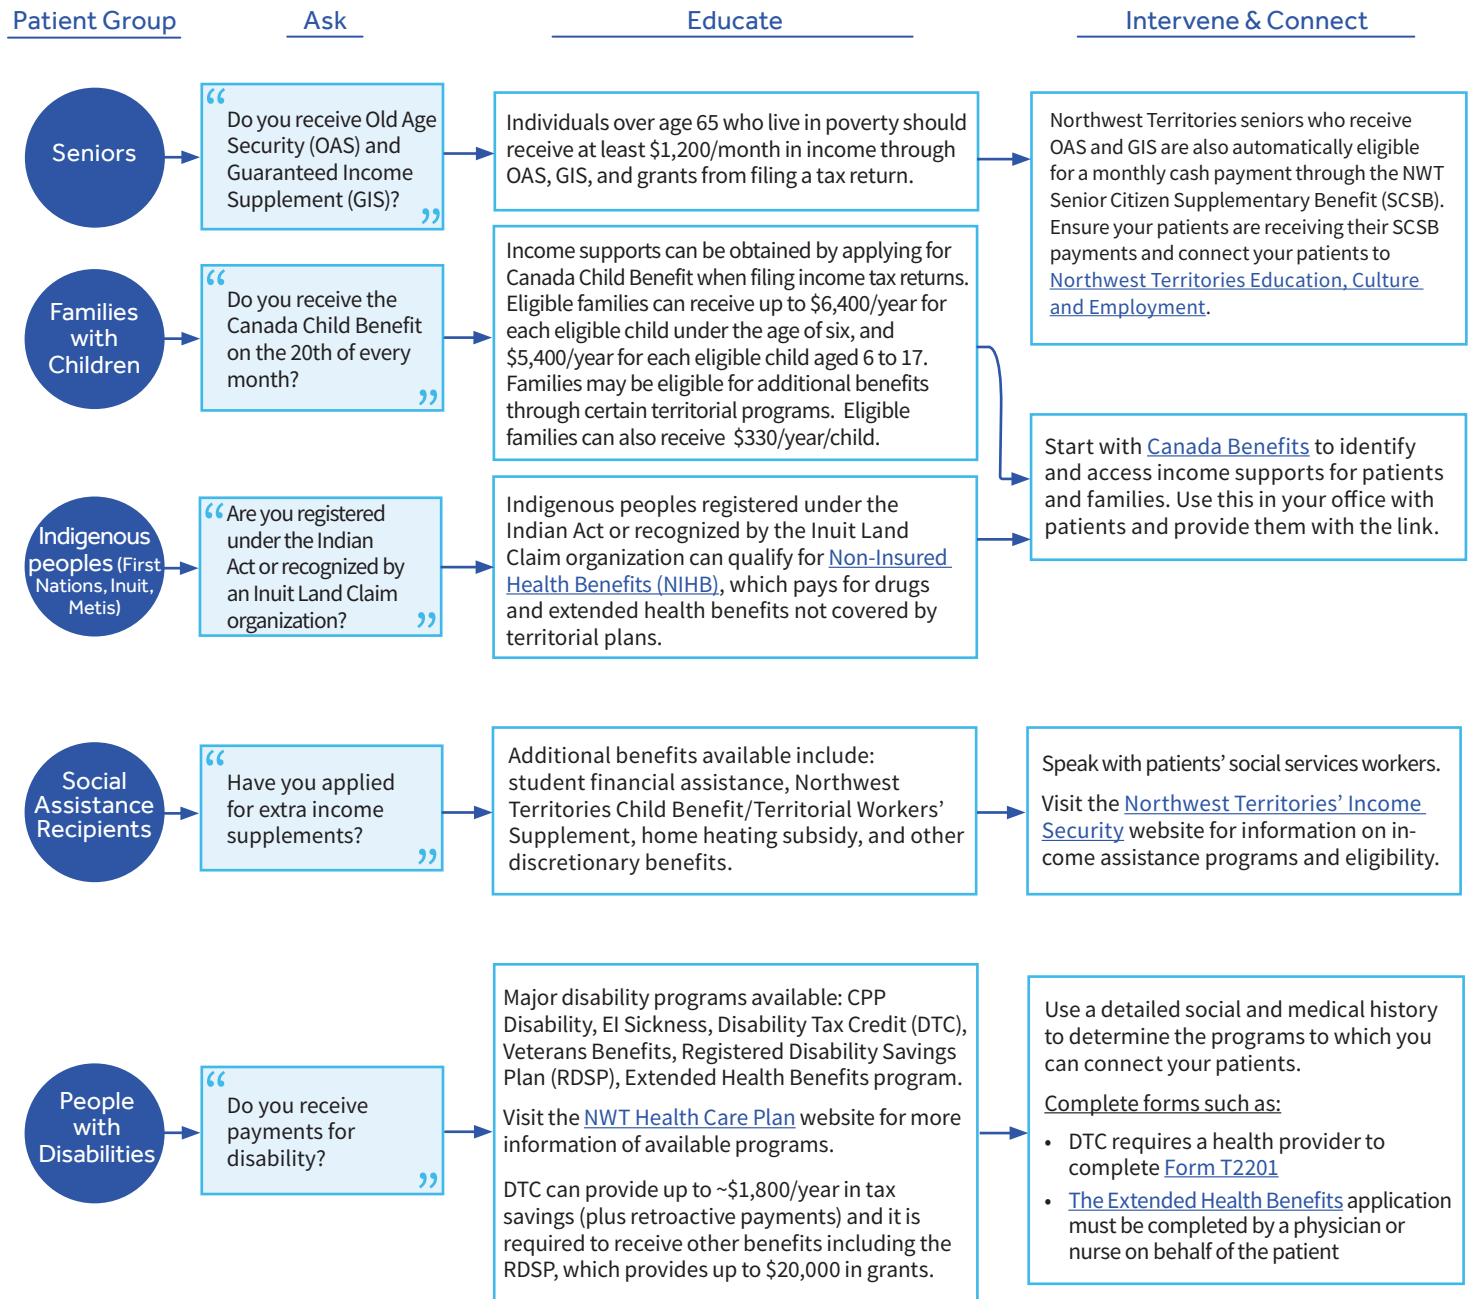 Patient Group
Ask
Educate
Intervene & Connect
Seniors
“
Do you receive Old Age
Security (OAS) and
Guaranteed Income
Supplement (GIS)?
”
Individuals over age 65 who live in poverty should
receive at least $1,200/month in income through
OAS, GIS, and grants from filing a tax return.
Northwest Territories seniors who receive
OAS and GIS are also automatically eligible
for a monthly cash payment through the NWT
Senior Citizen Supplementary Benefit (SCSB).
Ensure your patients are receiving their SCSB
payments and connect your patients to
Northwest Territories Education, Culture
and Employment.
Families
with
Children
“
Do you receive the
Canada Child Benefit
on the 20th of every
month?
”
Income supports can be obtained by applying for
Canada Child Benefit when filing income tax returns.
Eligible families can receive up to $6,400/year for
each eligible child under the age of six, and
$5,400/year for each eligible child aged 6 to 17.
Families may be eligible for additional benefits
through certain territorial programs. Eligible
families can also receive $330/year/child.
Start with Canada Benefits to identify
and access income supports for patients
and families. Use this in your office with
patients and provide them with the link.
Indigenous
peoples (First
Nations, Inuit,
Metis)
“Are you registered
under the Indian
Act or recognized by
an Inuit Land Claim
organization? ”
Indigenous peoples registered under the
Indian Act or recognized by the Inuit Land
Claim organization can qualify for Non-Insured
Health Benefits (NIHB), which pays for drugs
and extended health benefits not covered by
territorial plans.
Social
Assistance
Recipients
“
Have you applied
for extra income
supplements?
”
Additional benefits available include:
student financial assistance, Northwest
Territories Child Benefit/Territorial Workers’
Supplement, home heating subsidy, and other
discretionary benefits.
Speak with patients’ social services workers.
Visit the Northwest Territories’ Income
Security website for information on in-
come assistance programs and eligibility.
People
with
Disabilities
“
Do you receive
payments for
disability?
”
Major disability programs available: CPP
Disability, EI Sickness, Disability Tax Credit (DTC),
Veterans Benefits, Registered Disability Savings
Plan (RDSP), Extended Health Benefits program.
Visit the NWT Health Care Plan website for more
information of available programs.
DTC can provide up to ~$1,800/year in tax
savings (plus retroactive payments) and it is
required to receive other benefits including the
RDSP, which provides up to $20,000 in grants.
Use a detailed social and medical history
to determine the programs to which you
can connect your patients.
Complete forms such as:
• DTC requires a health provider to
complete Form T2201
• The Extended Health Benefits application
must be completed by a physician or
nurse on behalf of the patient